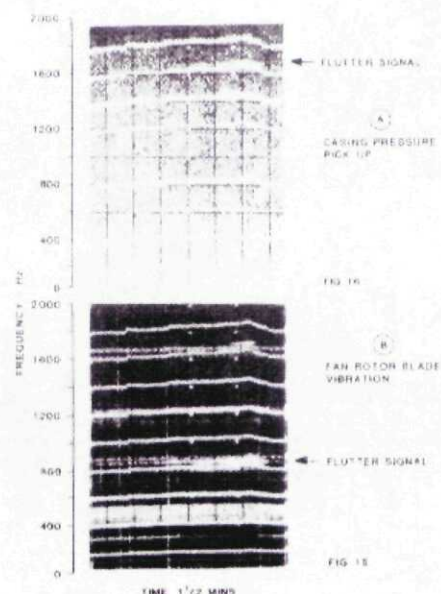 2000
1600
1200
800
400
0
FLUTTER SIGNAL
A
CASING PRESSURE
PICK UP
FIG 14
FREQUENCY Hz
2000
1600
1200
800
400
0
B
FAN ROTOR BLADE
VIBRATION
FLUTTER SIGNAL
FIG 15
TIME 1 1/2 MINS